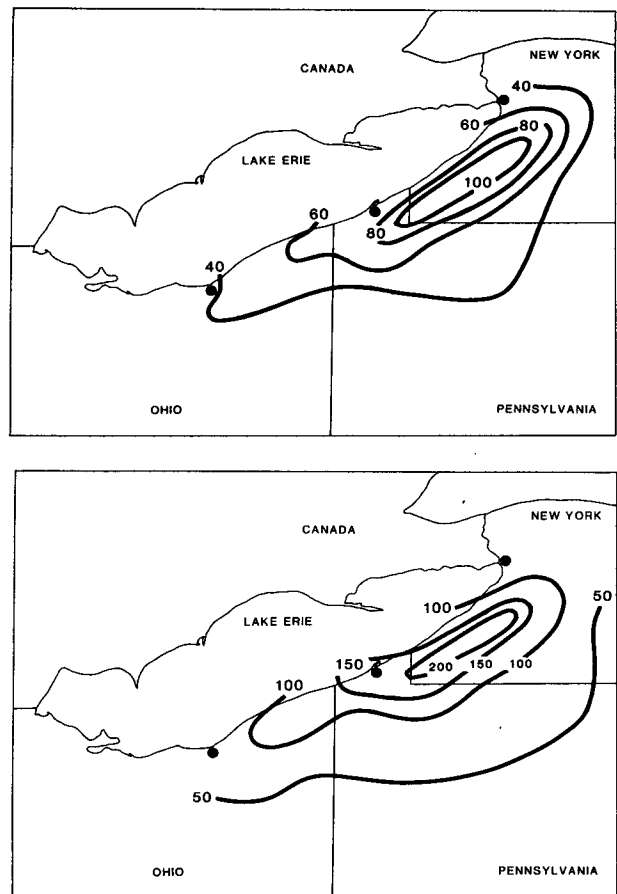 NEW YORK
CANADA
40
60
80
LAKE ERIE
100
60
80
40
OHIO
PENNSYLVANIA
NEW YORK
CANADA
50
100
LAKE ERIE
150
200
150
100
100
50
OHIO
PENNSYLVANIA